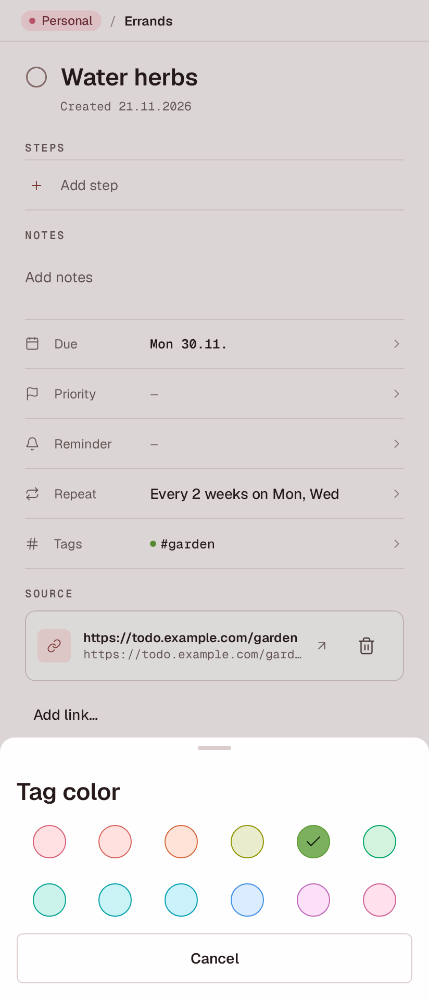 Personal / Errands
Water herbs
Created 21.11.2026
STEPS
+ Add step
NOTES
Add notes
Due Mon 30.11.
Priority –
Reminder –
Repeat Every 2 weeks on Mon, Wed
Tags #garden
SOURCE
https://todo.example.com/garden
https://todo.example.com/gard…
Add link…
Tag color
Cancel